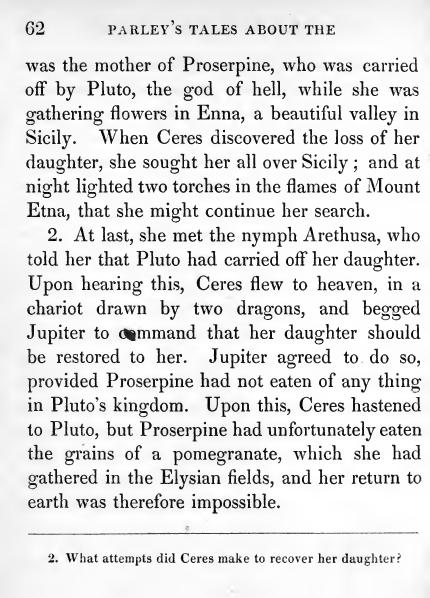 62 PARLEY'S TALES ABOUT THE
was the mother of Proserpine, who was carried
off by Pluto, the god of hell, while she was
gathering flowers in Enna, a beautiful valley in
Sicily. When Ceres discovered the loss of her
daughter, she sought her all over Sicily ; and at
night lighted two torches in the flames of Mount
Etna, that she might continue her search.
2. At last, she met the nymph Arethusa, who
told her that Pluto had carried off her daughter.
Upon hearing this, Ceres flew to heaven, in a
chariot drawn by two dragons, and begged
Jupiter to command that her daughter should
be restored to her. Jupiter agreed to do so,
provided Proserpine had not eaten of any thing
in Pluto's kingdom. Upon this, Ceres hastened
to Pluto, but Proserpine had unfortunately eaten
the grains of a pomegranate, which she had
gathered in the Elysian fields, and her return to
earth was therefore impossible.
2. What attempts did Ceres make to recover her daughter?